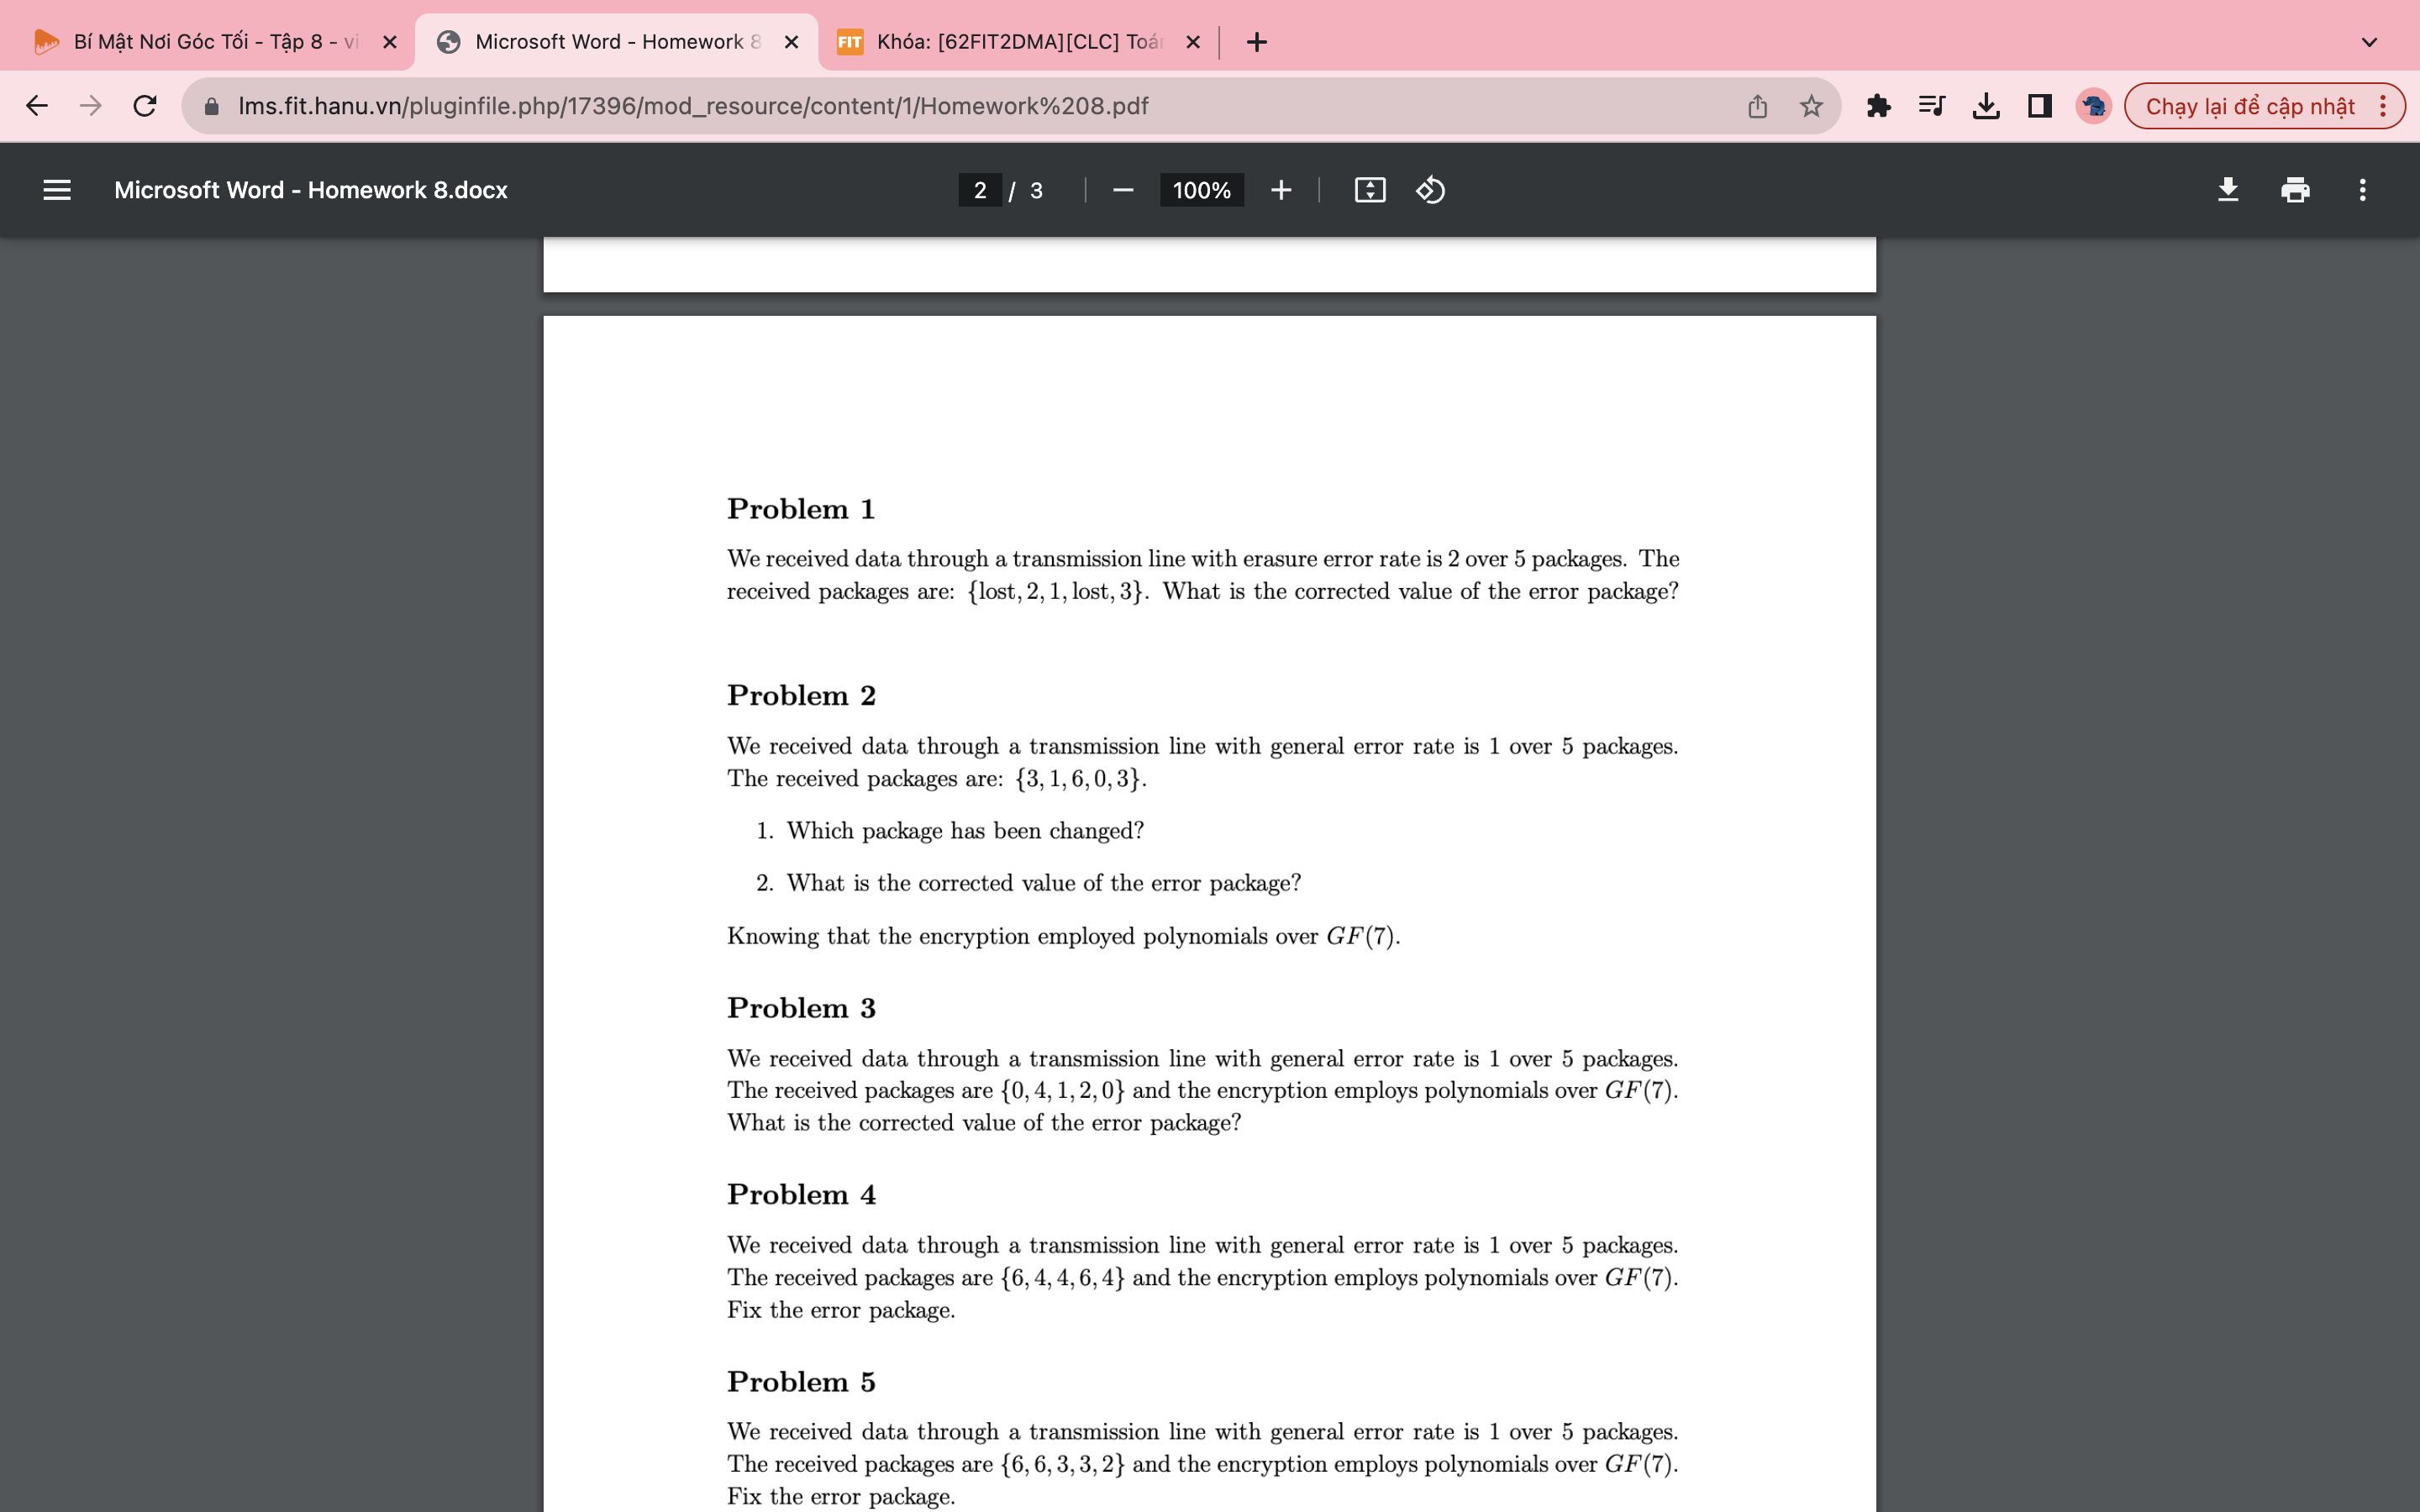 Bí Mật Nơi Góc Tối - Tập 8 - vi
Microsoft Word - Homework 8
FIT
Khóa: [62FIT2DMA][CLC] Toá
lms.fit.hanu.vn/pluginfile.php/17396/mod_resource/content/1/Homework%208.pdf
Chạy lại để cập nhật
Microsoft Word - Homework 8.docx
2 / 3
100%
Problem 1
We received data through a transmission line with erasure error rate is 2 over 5 packages. The
received packages are: {lost, 2, 1, lost, 3}. What is the corrected value of the error package?
Problem 2
We received data through a transmission line with general error rate is 1 over 5 packages.
The received packages are: {3, 1, 6, 0, 3}.
1. Which package has been changed?
2. What is the corrected value of the error package?
Knowing that the encryption employed polynomials over GF(7).
Problem 3
We received data through a transmission line with general error rate is 1 over 5 packages.
The received packages are {0, 4, 1, 2, 0} and the encryption employs polynomials over GF(7).
What is the corrected value of the error package?
Problem 4
We received data through a transmission line with general error rate is 1 over 5 packages.
The received packages are {6, 4, 4, 6, 4} and the encryption employs polynomials over GF(7).
Fix the error package.
Problem 5
We received data through a transmission line with general error rate is 1 over 5 packages.
The received packages are {6, 6, 3, 3, 2} and the encryption employs polynomials over GF(7).
Fix the error package.